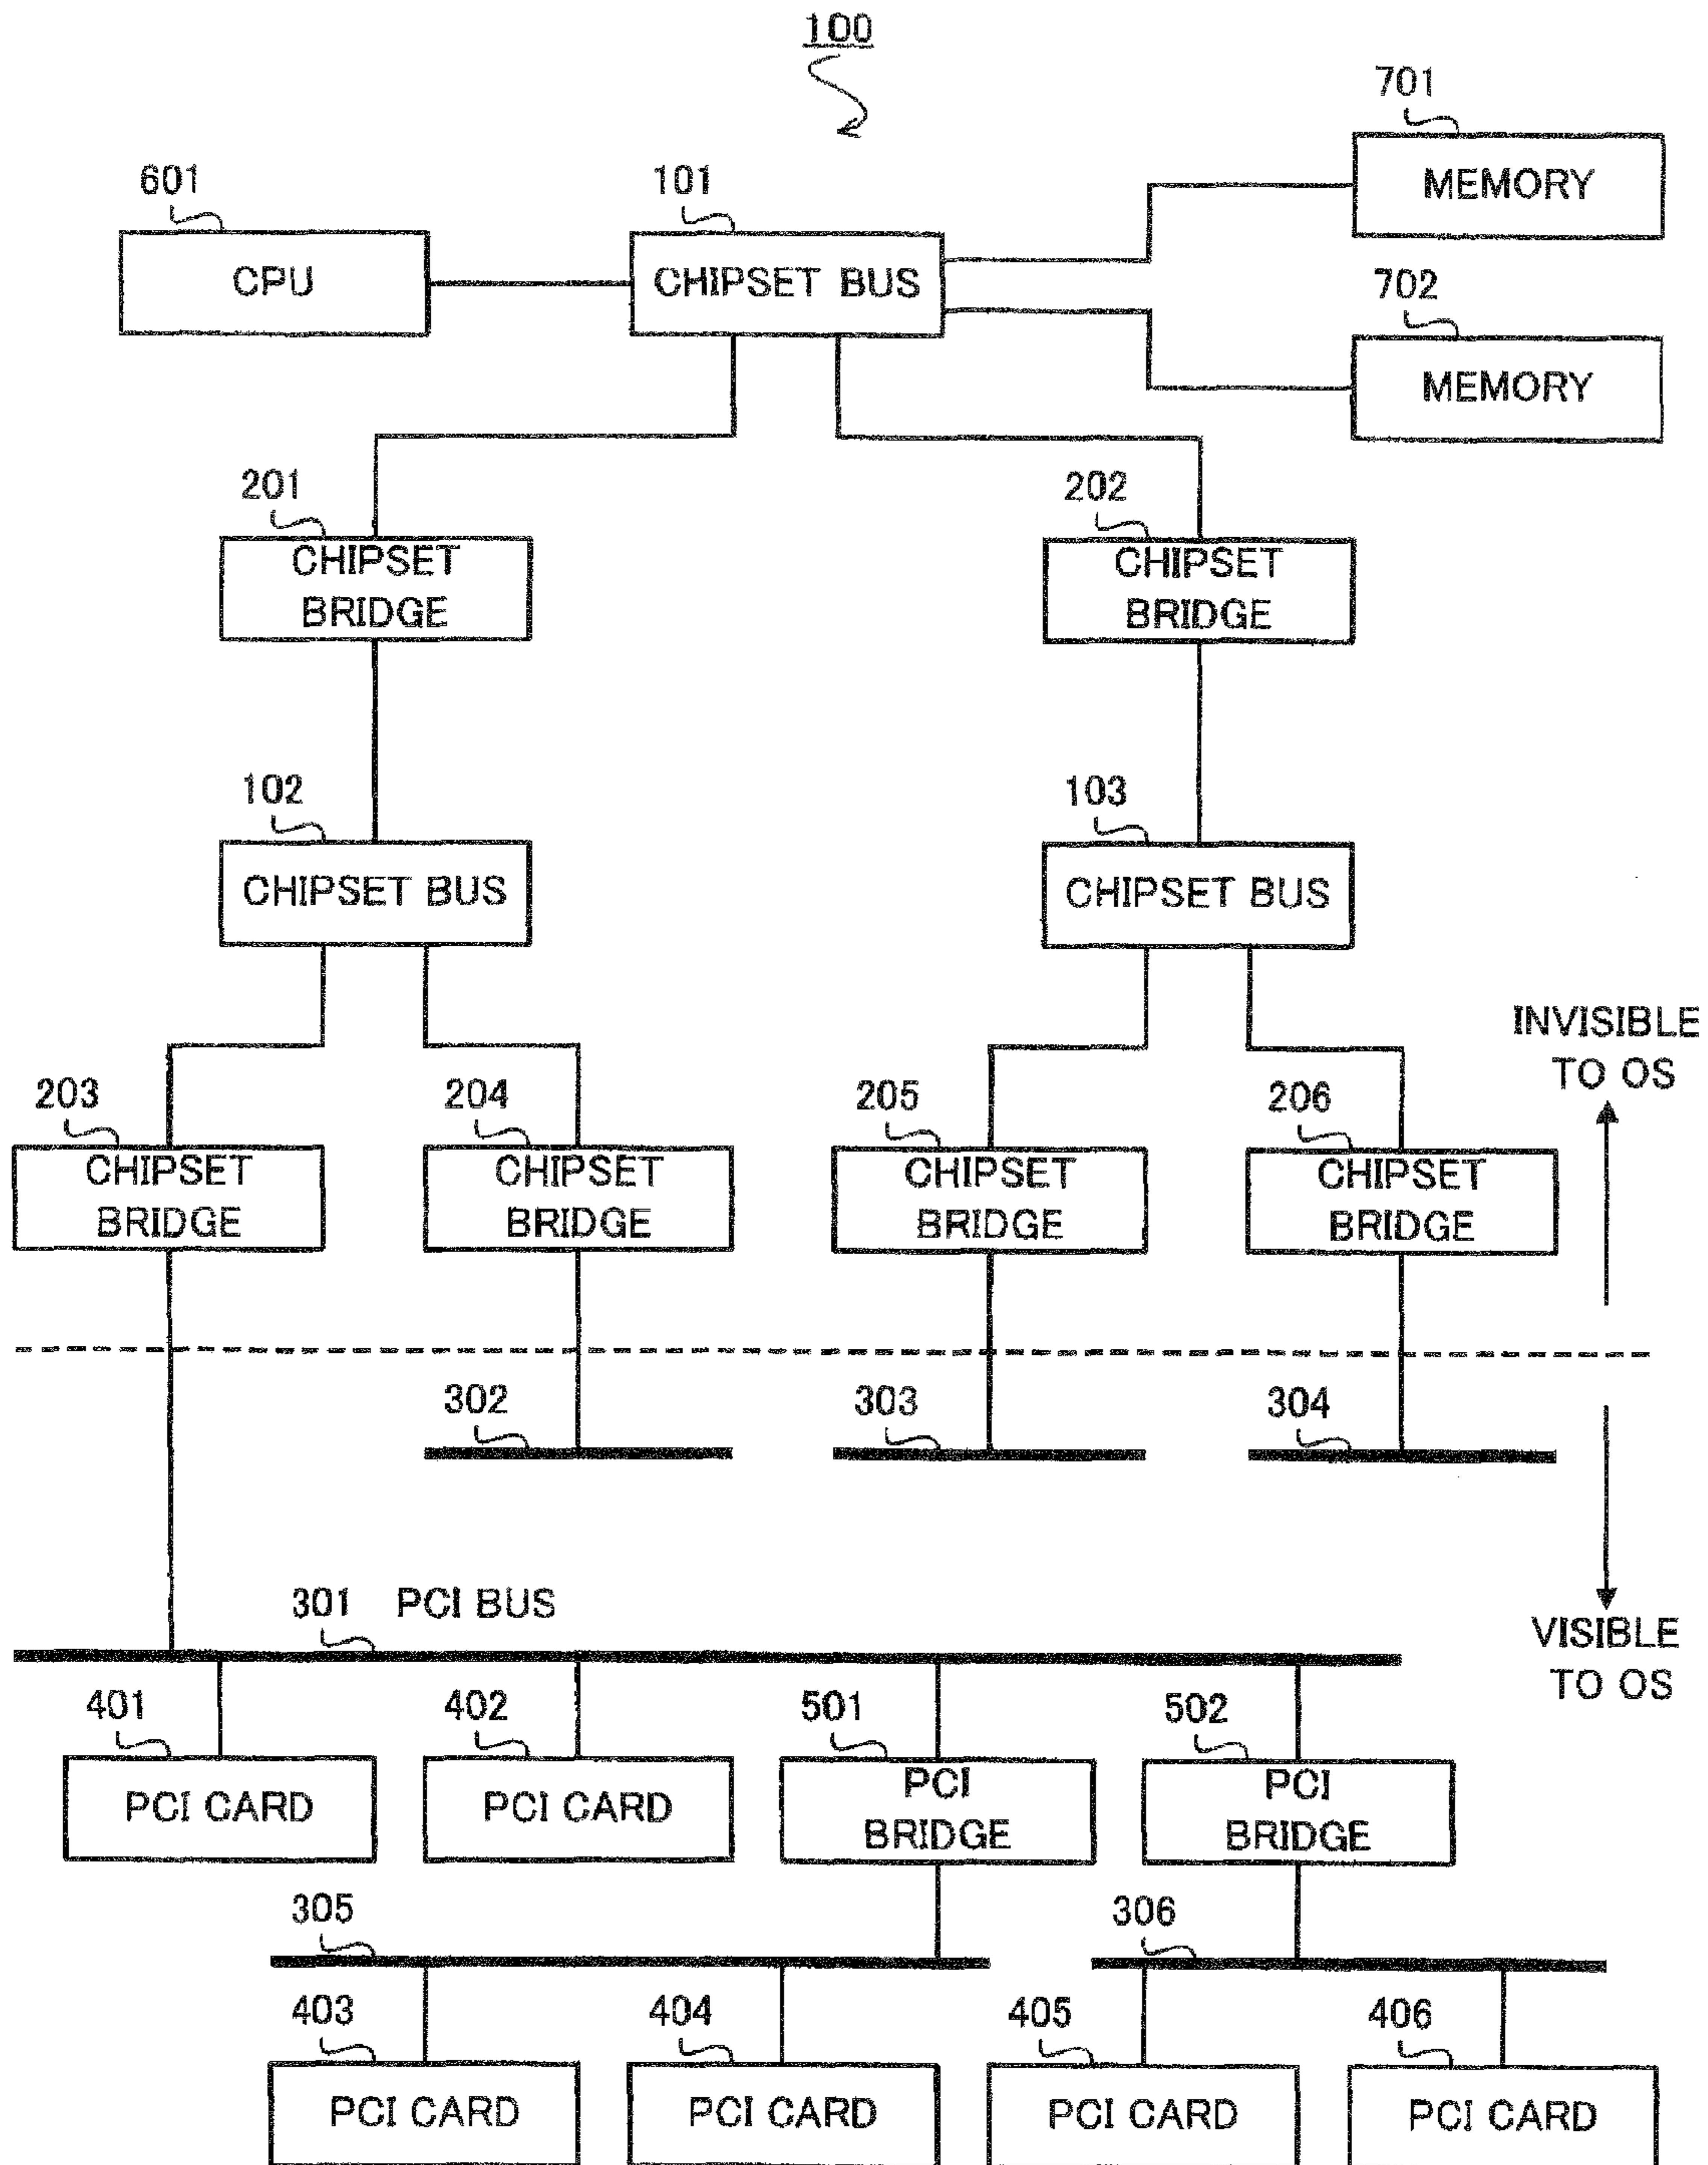 100
701
MEMORY
601
CPU
101
CHIPSET BUS
702
MEMORY
201
CHIPSET
BRIDGE
202
CHIPSET
BRIDGE
102
CHIPSET BUS
103
CHIPSET BUS
INVISIBLE
TO OS
203
CHIPSET
BRIDGE
204
CHIPSET
BRIDGE
205
CHIPSET
BRIDGE
206
CHIPSET
BRIDGE
302
303
304
301 PCI BUS
VISIBLE
TO OS
401
PCI CARD
402
PCI CARD
501
PCI
BRIDGE
502
PCI
BRIDGE
305
306
403
PCI CARD
404
PCI CARD
405
PCI CARD
406
PCI CARD